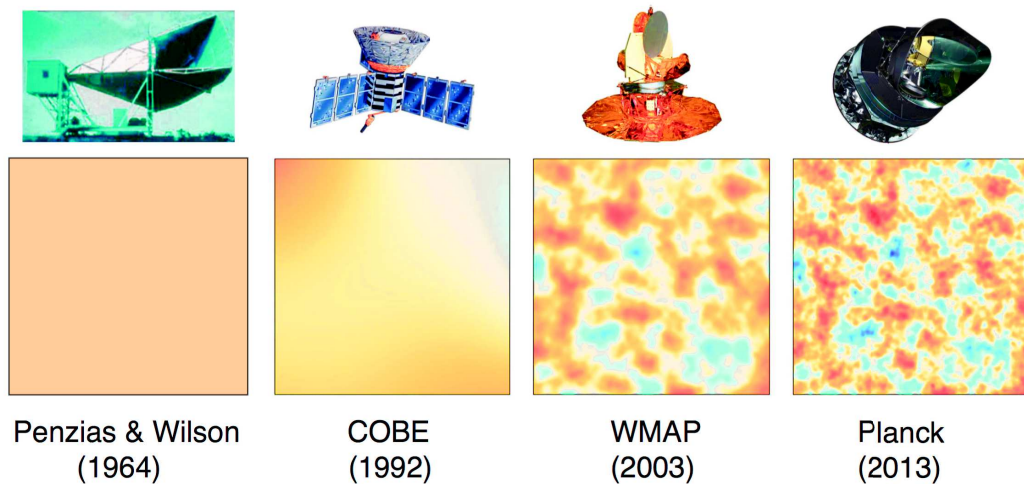 Penzias & Wilson
(1964)
COBE
(1992)
WMAP
(2003)
Planck
(2013)